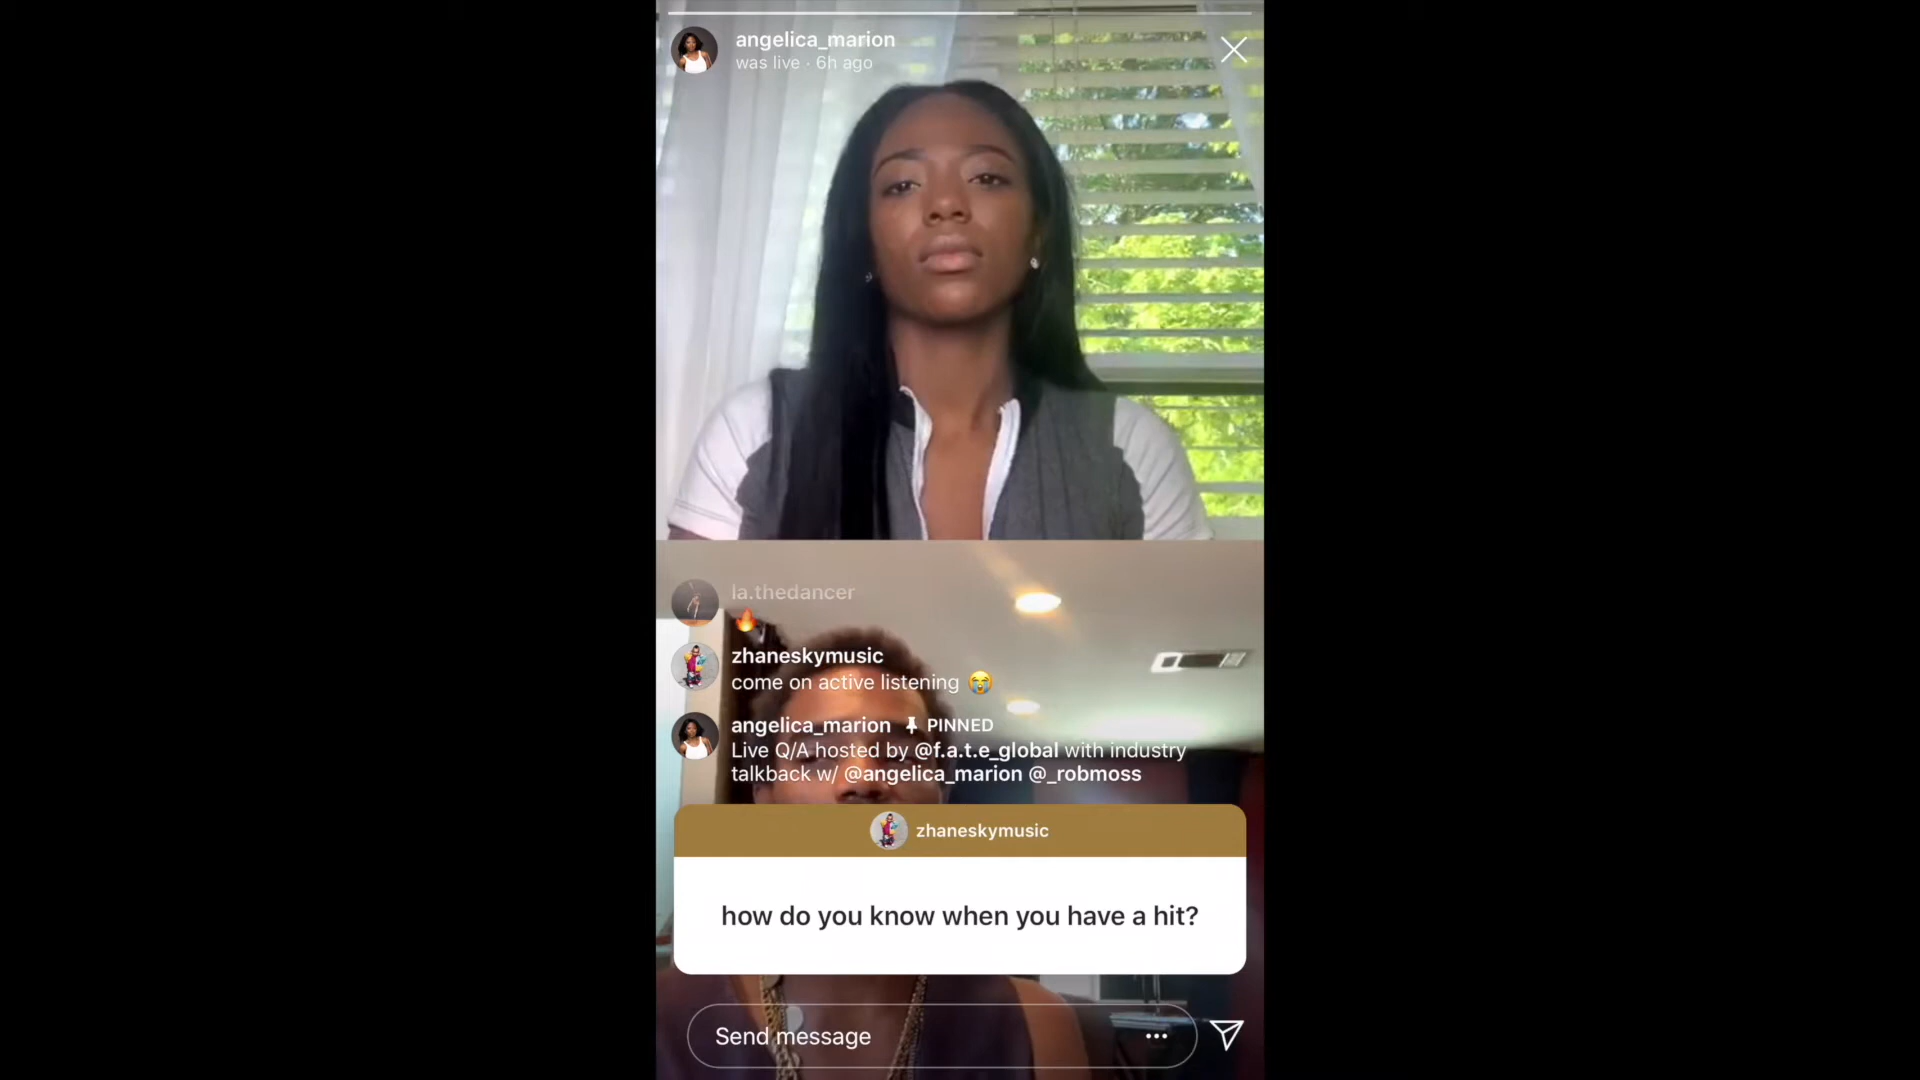 angelica_marion
was live · 6h ago
la.thedancer
🔥
zhaneskymusic
come on active listening 😭
angelica_marion PINNED
Live Q/A hosted by @f.a.t.e_global with industry
talkback w/ @angelica_marion @_robmoss
zhaneskymusic
how do you know when you have a hit?
Send message